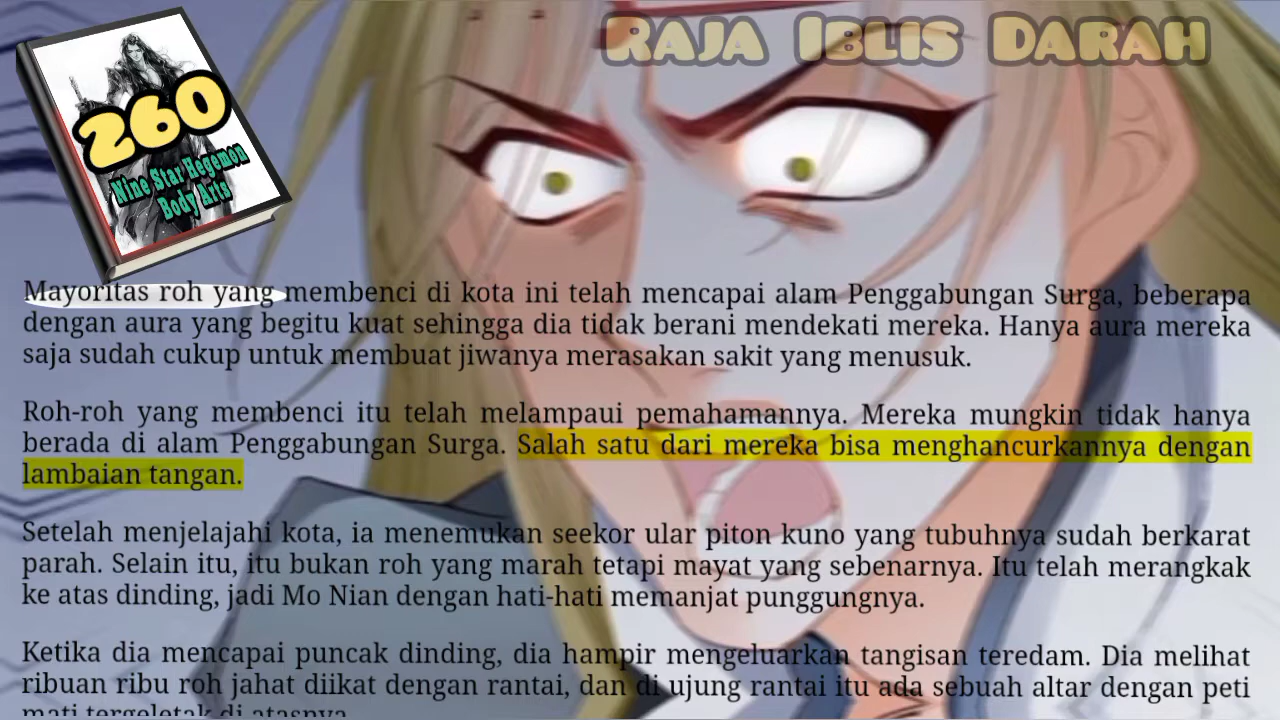 Raja Iblis Darah
260
Nine Star Hegemon
Body Arts
Mayoritas roh yang membenci di kota ini telah mencapai alam Penggabungan Surga, beberapa
dengan aura yang begitu kuat sehingga dia tidak berani mendekati mereka. Hanya aura mereka
saja sudah cukup untuk membuat jiwanya merasakan sakit yang menusuk.
Roh-roh yang membenci itu telah melampaui pemahamannya. Mereka mungkin tidak hanya
berada di alam Penggabungan Surga. Salah satu dari mereka bisa menghancurkannya dengan
lambaian tangan.
Setelah menjelajahi kota, ia menemukan seekor ular piton kuno yang tubuhnya sudah berkarat
parah. Selain itu, itu bukan roh yang marah tetapi mayat yang sebenarnya. Itu telah merangkak
ke atas dinding, jadi Mo Nian dengan hati-hati memanjat punggungnya.
Ketika dia mencapai puncak dinding, dia hampir mengeluarkan tangisan teredam. Dia melihat
ribuan ribu roh jahat diikat dengan rantai, dan di ujung rantai itu ada sebuah altar dengan peti
mati tergeletak di atasnya.